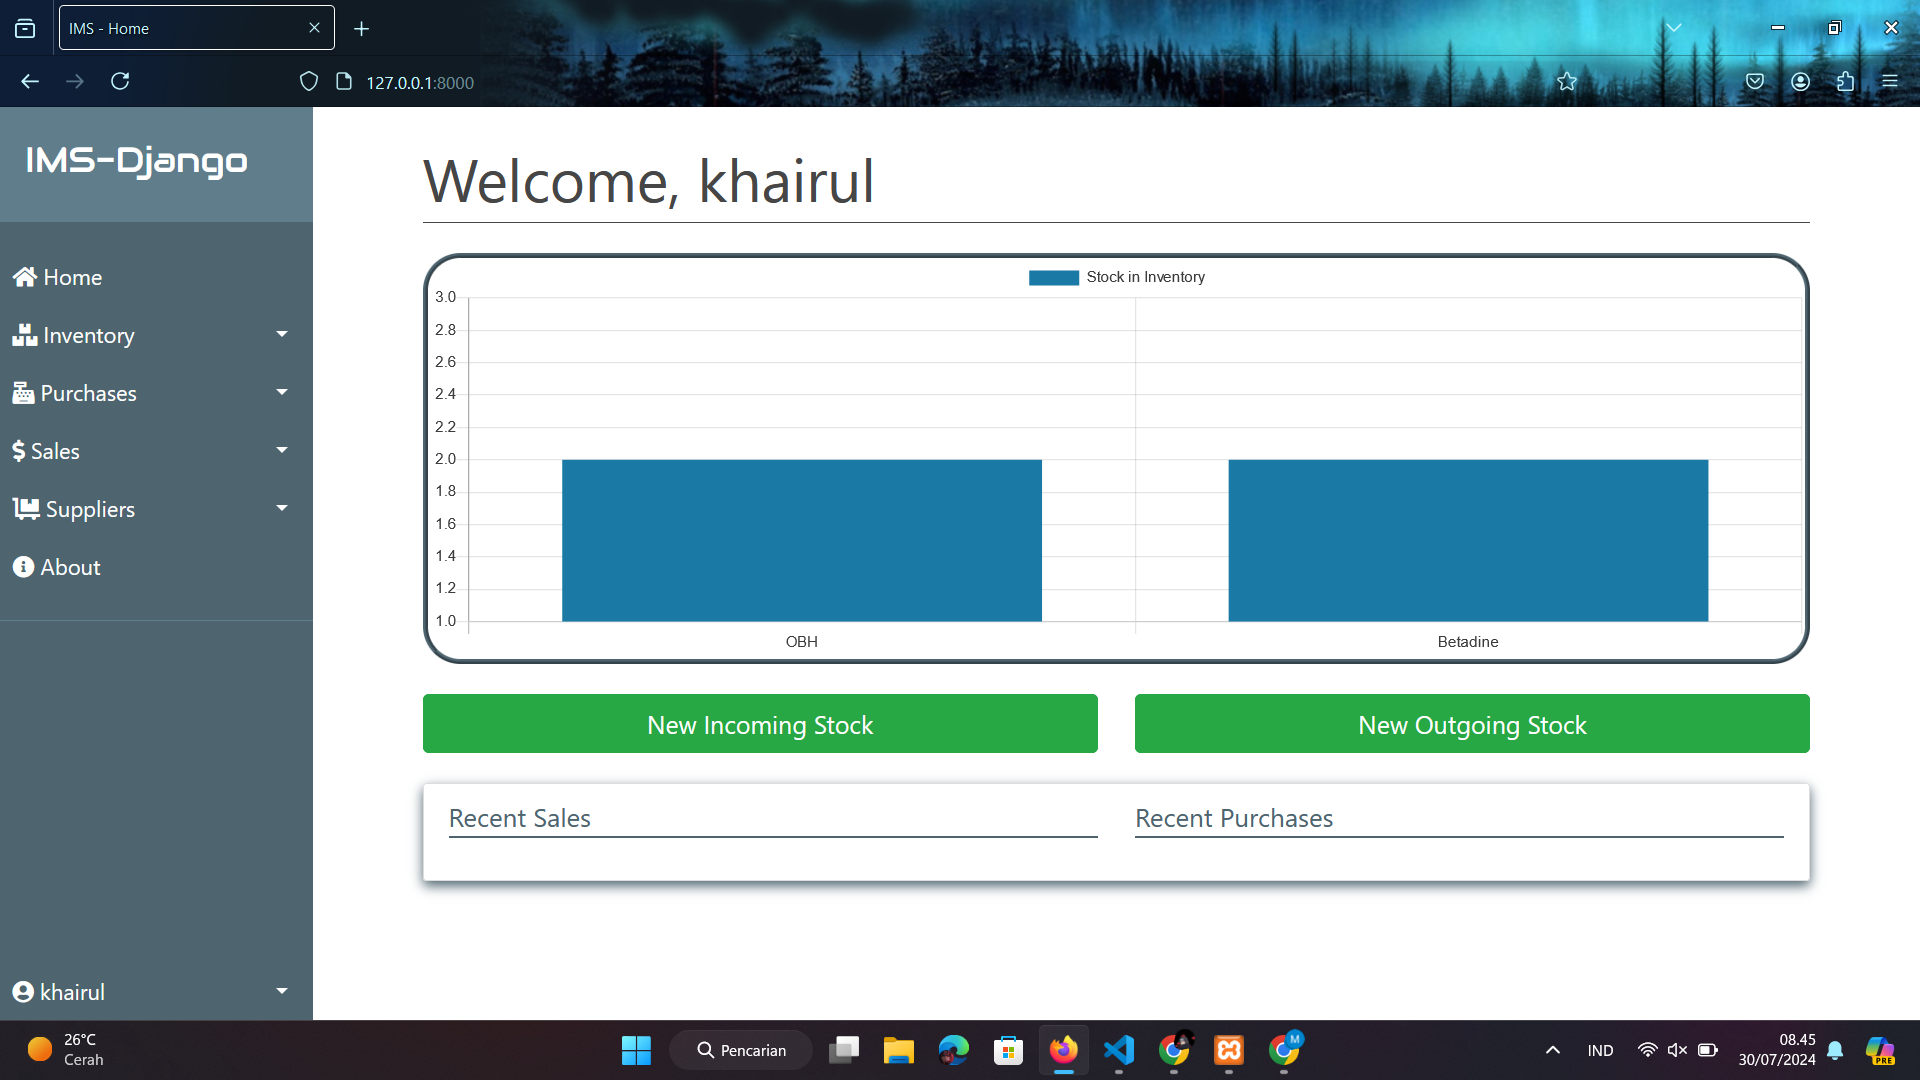 IMS - Home
127.0.0.1:8000
IMS-Django
Home
Inventory
Purchases
Sales
Suppliers
About
khairul
Welcome, khairul
Stock in Inventory
3.0
2.8
2.6
2.4
2.2
2.0
1.8
1.6
1.4
1.2
1.0
OBH Betadine
New Incoming Stock New Outgoing Stock
Recent Sales Recent Purchases
26°C
Cerah
Pencarian
M
IND
08.45
30/07/2024
PRE